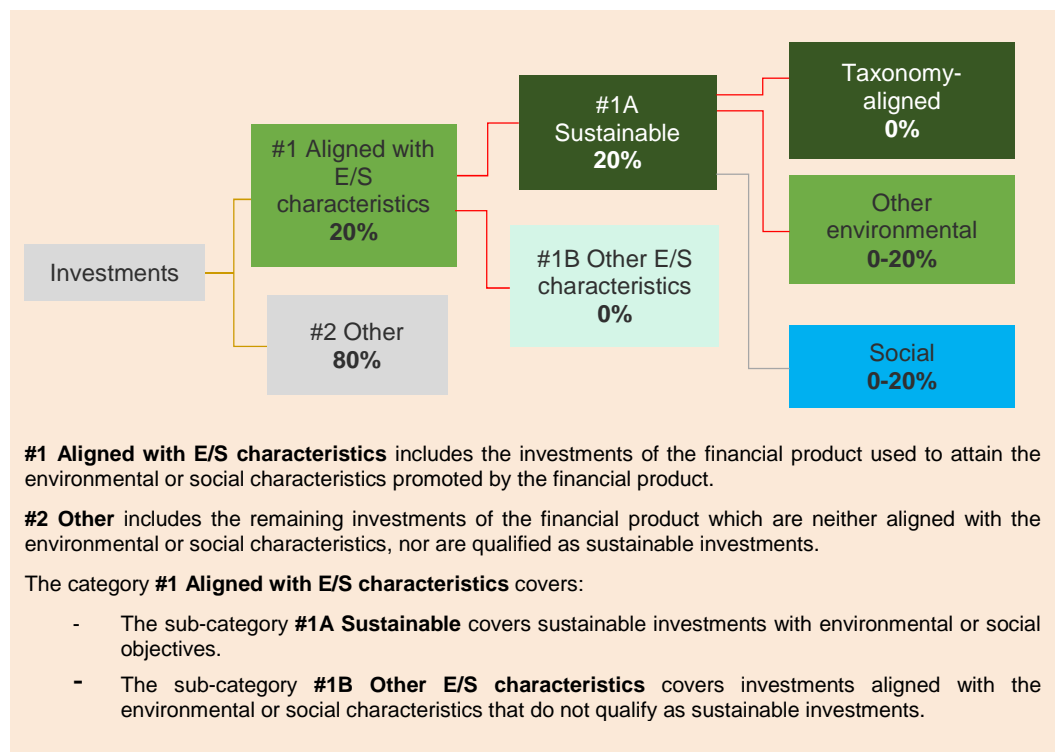 Investments
#1 Aligned with
E/S
characteristics
20%
#2 Other
80%
#1A
Sustainable
20%
#1B Other E/S
characteristics
0%
Taxonomy-
aligned
0%
Other
environmental
0-20%
Social
0-20%
#1 Aligned with E/S characteristics includes the investments of the financial product used to attain the
environmental or social characteristics promoted by the financial product.
#2 Other includes the remaining investments of the financial product which are neither aligned with the
environmental or social characteristics, nor are qualified as sustainable investments.
The category #1 Aligned with E/S characteristics covers:
- The sub-category #1A Sustainable covers sustainable investments with environmental or social
objectives.
- The sub-category #1B Other E/S characteristics covers investments aligned with the
environmental or social characteristics that do not qualify as sustainable investments.